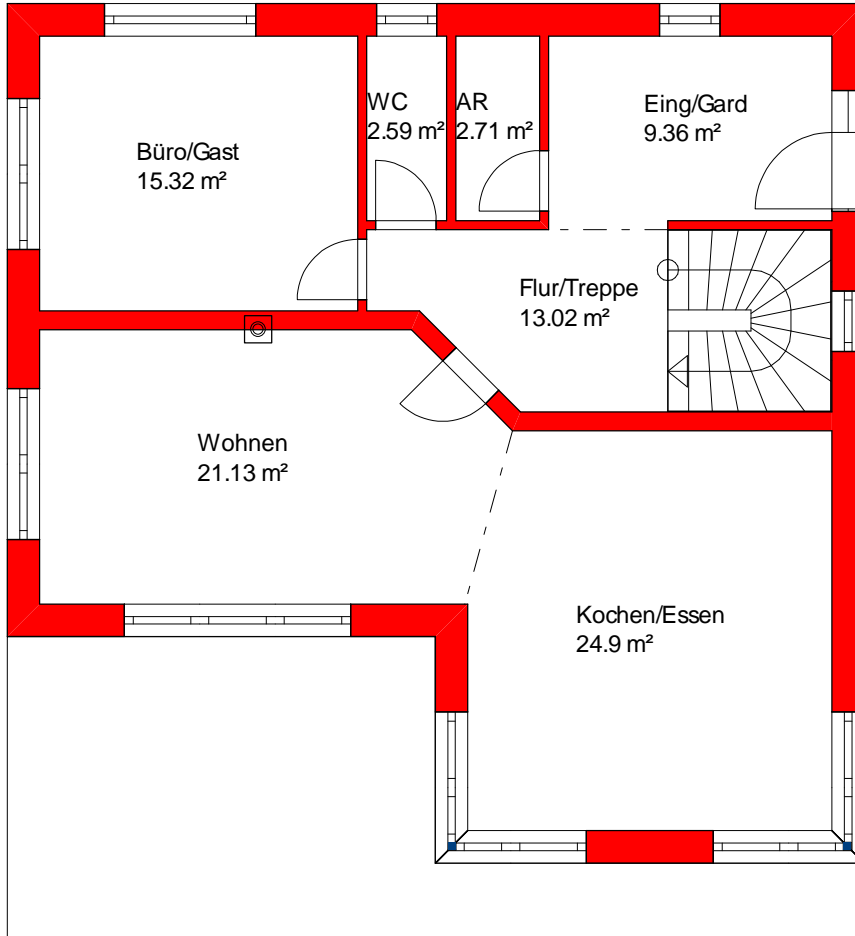 WC
2.59 m²
AR
2.71 m²
Eing/Gard
9.36 m²
Büro/Gast
15.32 m²
Flur/Treppe
13.02 m²
Wohnen
21.13 m²
Kochen/Essen
24.9 m²